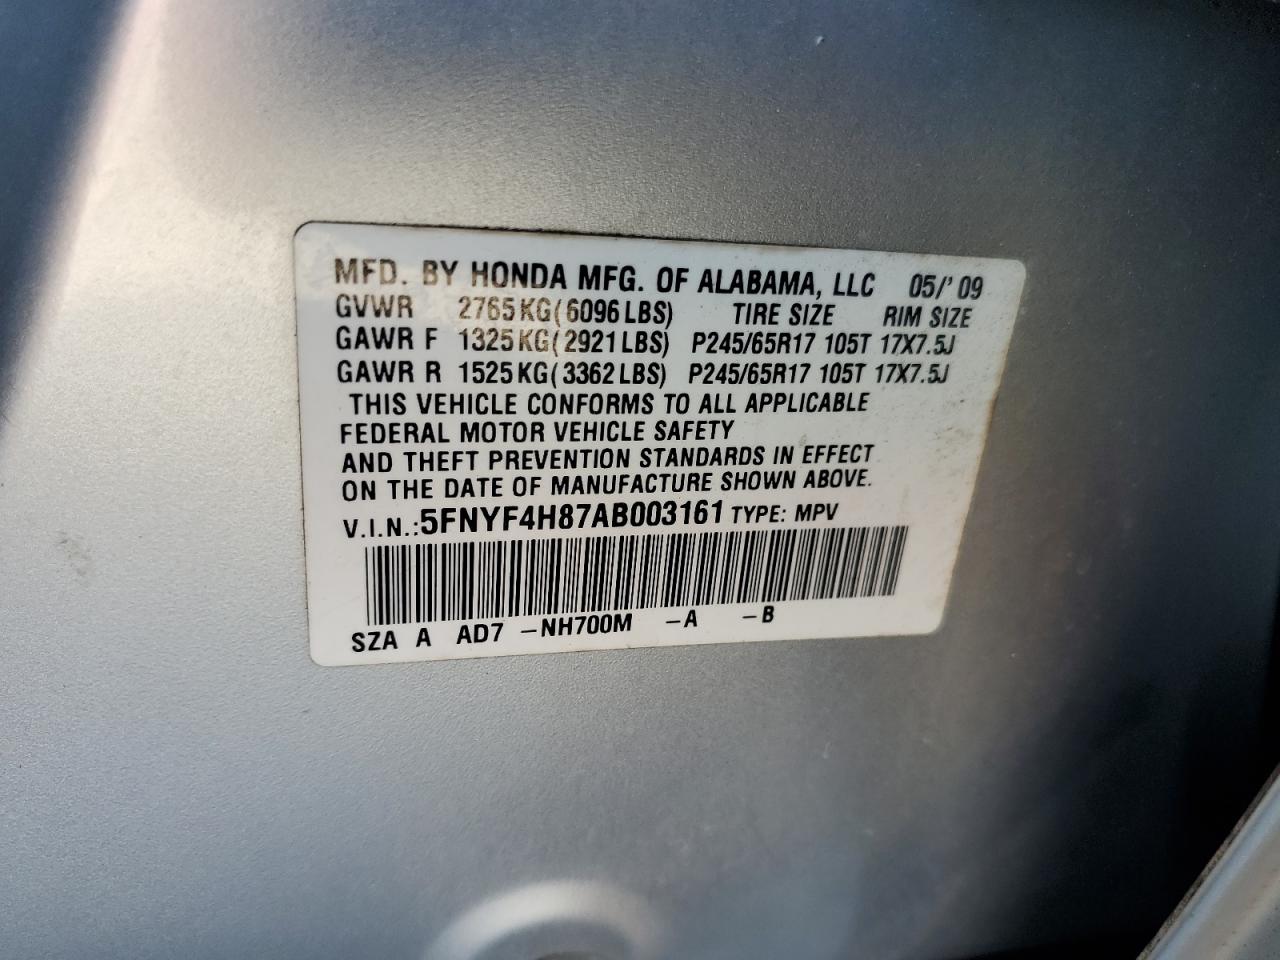 MFD. BY HONDA MFG. OF ALABAMA, LLC 05/'09
GVWR 2765KG(6096LBS) TIRE SIZE RIM SIZE
GAWR F 1325KG(2921LBS) P245/65R17 105T 17X7.5J
GAWR R 1525KG(3362LBS) P245/65R17 105T 17X7.5J
THIS VEHICLE CONFORMS TO ALL APPLICABLE
FEDERAL MOTOR VEHICLE SAFETY
AND THEFT PREVENTION STANDARDS IN EFFECT
ON THE DATE OF MANUFACTURE SHOWN ABOVE.
V.I.N.:5FNYF4H87AB003161 TYPE: MPV
SZA A AD7 -NH700M -A -B